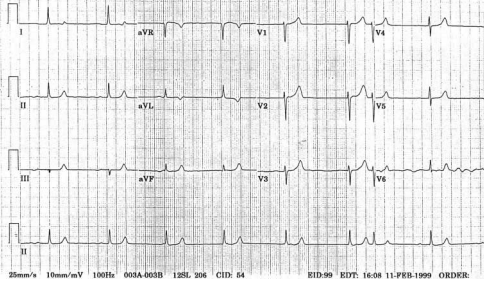 I aVR V1 V4
II aVL V2 V5
III aVF V3 V6
II
25mm/s 10mm/mV 100Hz 003A-003B 12SL 206 CID: 54 EID:99 EDT: 16:08 11-FEB-1999 ORDER: